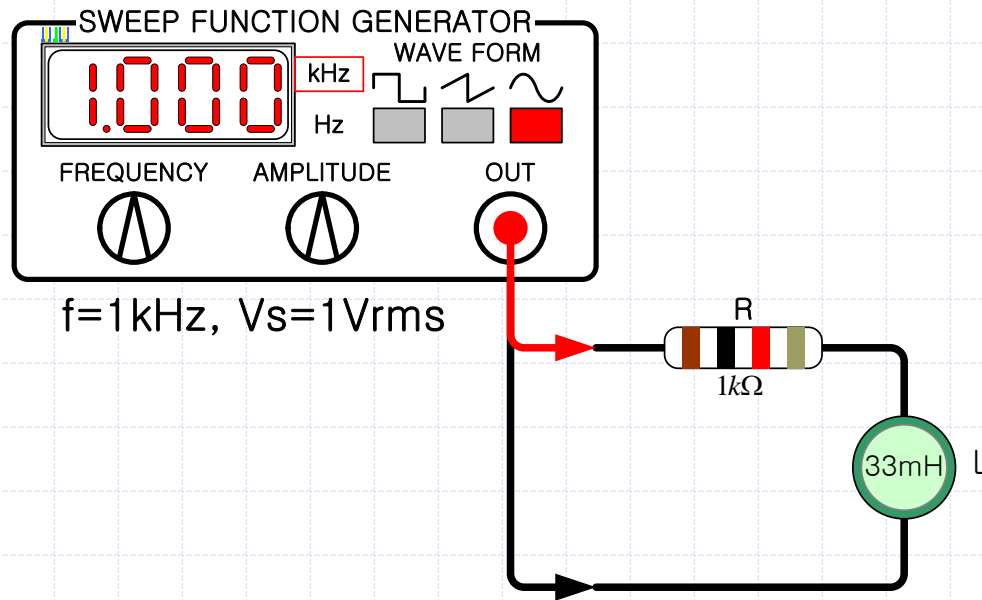 SWEEP FUNCTION GENERATOR
WAVE FORM
1.000
kHz
Hz
FREQUENCY
AMPLITUDE
OUT
f=1kHz, Vs=1Vrms
R
1kΩ
33mH
L